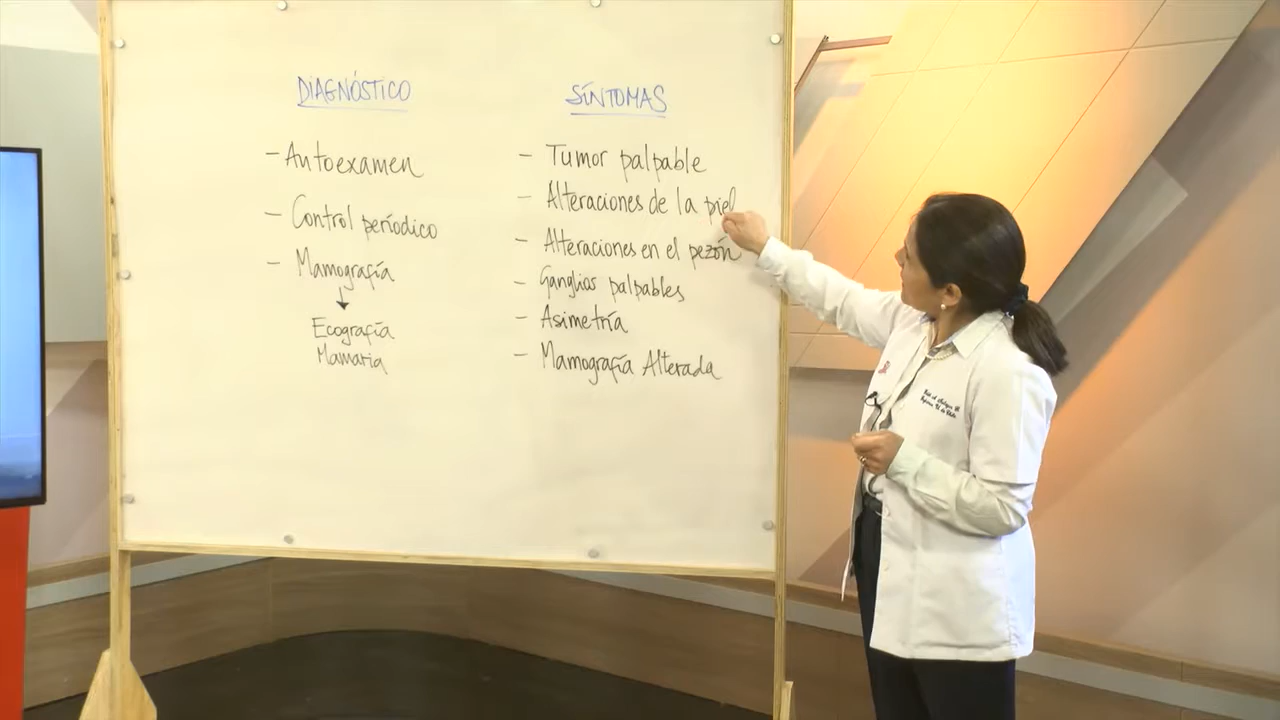 DIAGNÓSTICO
- Autoexamen
- Control períodico
- Mamografía
↓
Ecografía
Mamaria
SÍNTOMAS
- Tumor palpable
- Alteraciones de la piel
- Alteraciones en el pezón
- Ganglios palpables
- Asimetría
- Mamografía Alterada